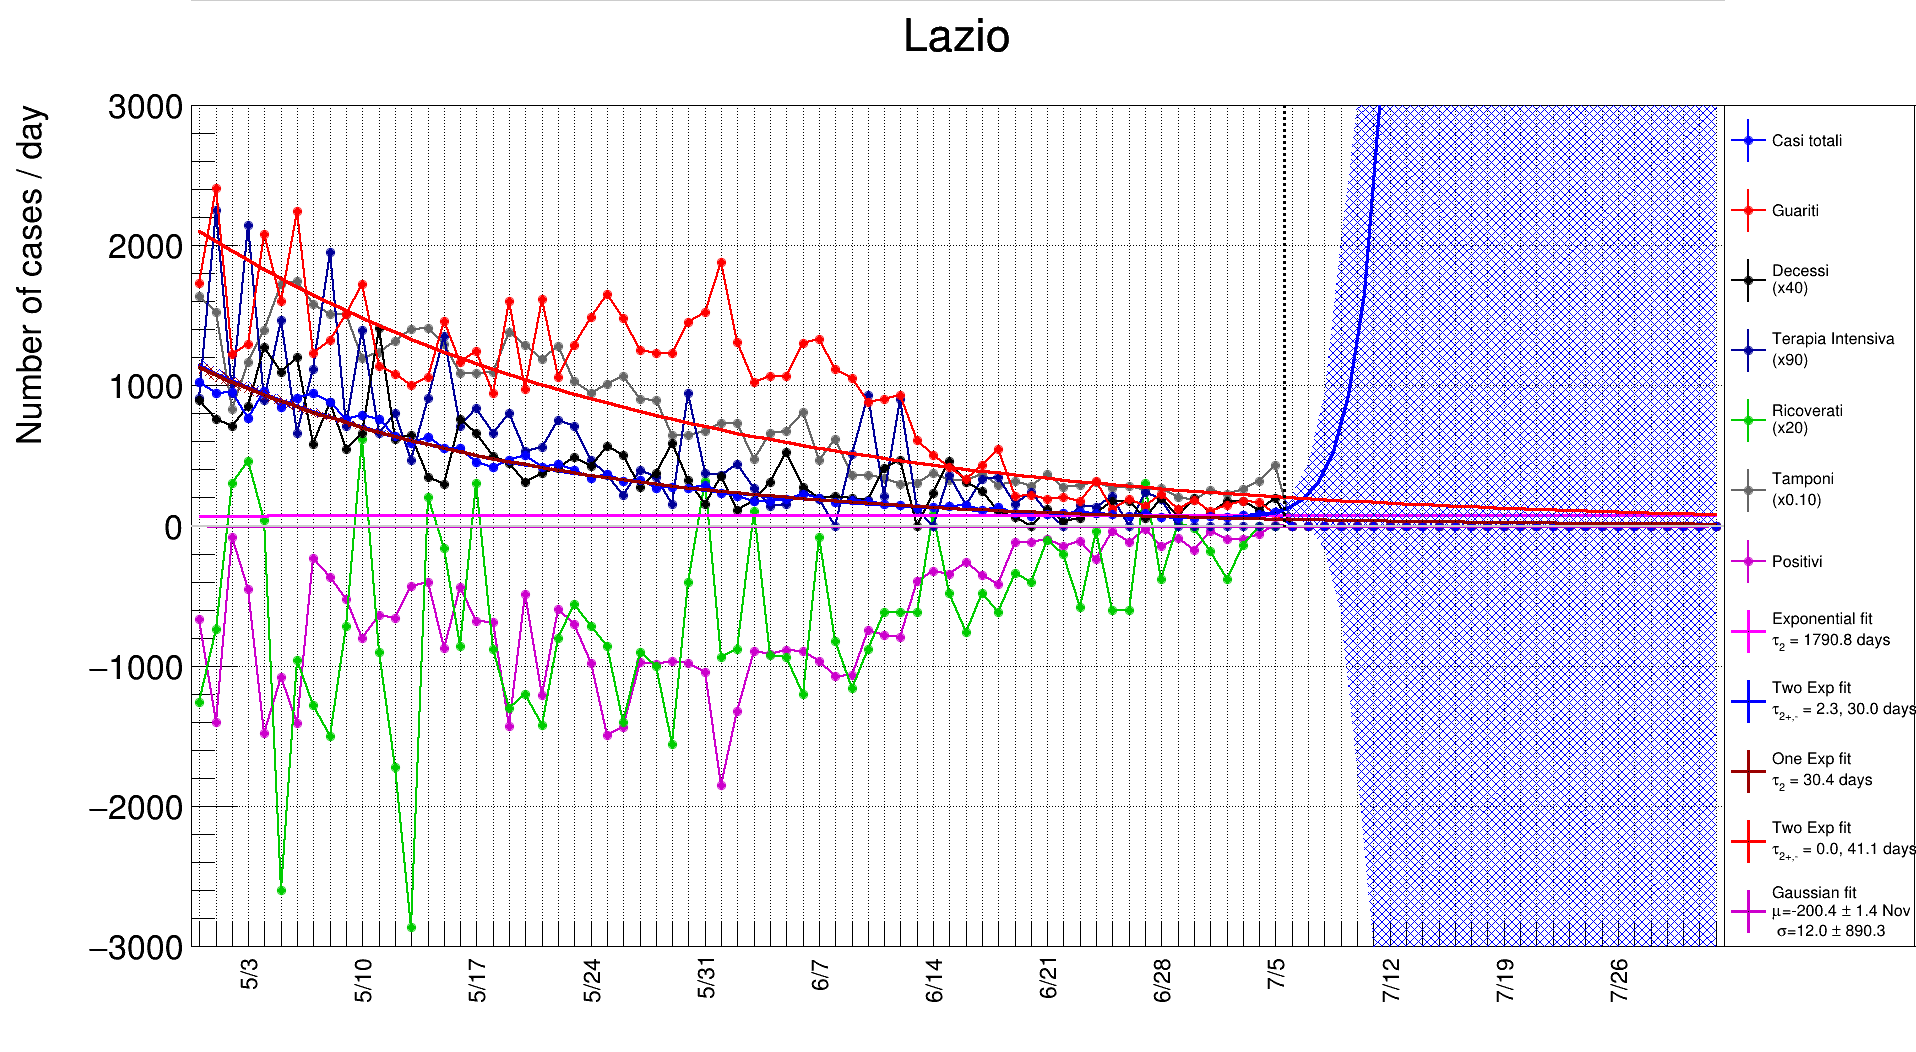 Lazio
Number of cases / day
3000
2000
1000
0
−1000
−2000
−3000
5/3
5/10
5/17
5/24
5/31
6/7
6/14
6/21
6/28
7/5
7/12
7/19
7/26
Casi totali
Guariti
Decessi
(x40)
Terapia Intensiva
(x90)
Ricoverati
(x20)
Tamponi
(x0.10)
Positivi
Exponential fit
τ2 = 1790.8 days
Two Exp fit
τ2+,- = 2.3, 30.0 days
One Exp fit
τ2 = 30.4 days
Two Exp fit
τ2+,- = 0.0, 41.1 days
Gaussian fit
μ=-200.4 ± 1.4 Nov
σ=12.0 ± 890.3